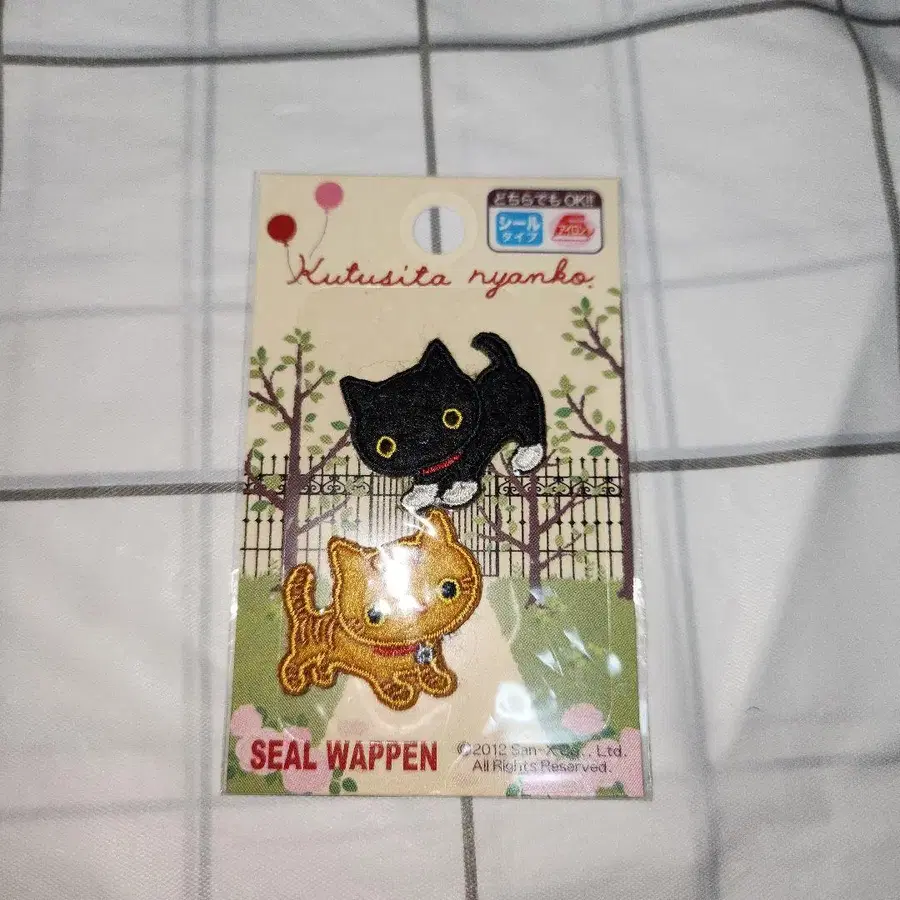 どちらでもOK!!
シール
タイプ
アイロン
Kutusita nyanko.
SEAL WAPPEN
©2012 San-X Co., Ltd.
All Rights Reserved.